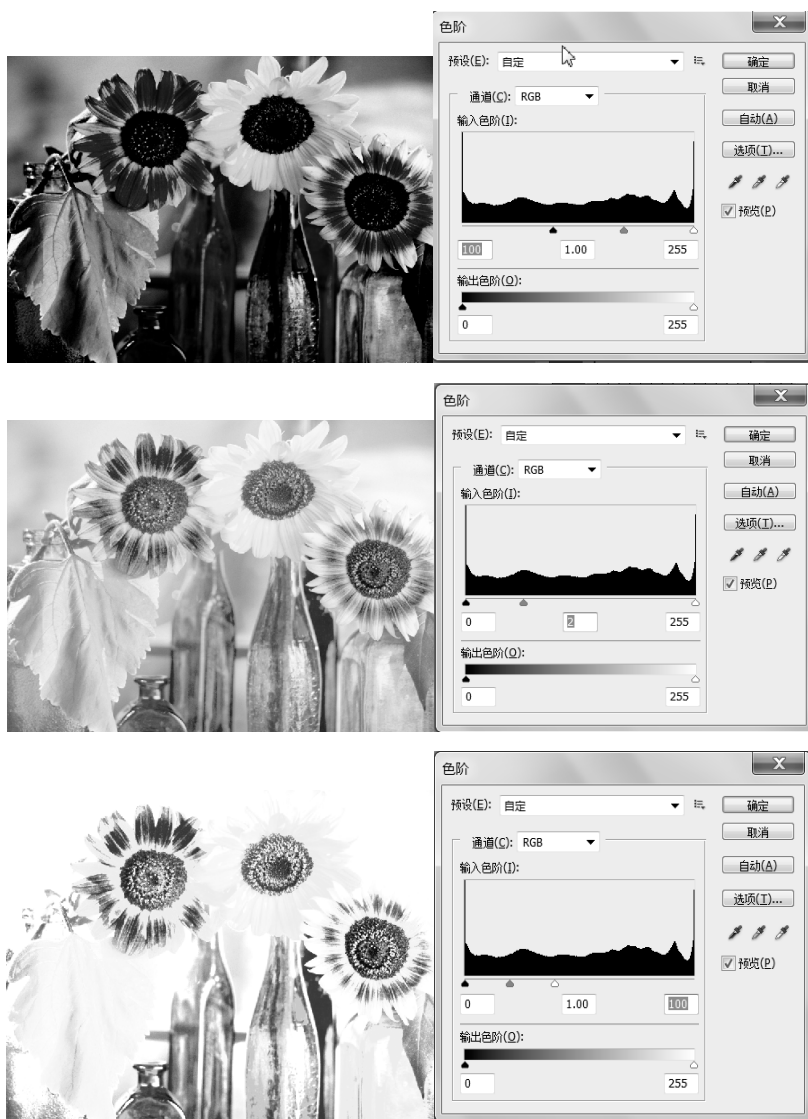 色阶
预设(E): 自定
确定
取消
通道(C): RGB
自动(A)
输入色阶(I):
选项(T)...
预览(P)
100 1.00 255
输出色阶(O):
0 255
色阶
预设(E): 自定
确定
取消
通道(C): RGB
自动(A)
输入色阶(I):
选项(T)...
预览(P)
0 2 255
输出色阶(O):
0 255
色阶
预设(E): 自定
确定
取消
通道(C): RGB
自动(A)
输入色阶(I):
选项(T)...
预览(P)
0 1.00 100
输出色阶(O):
0 255